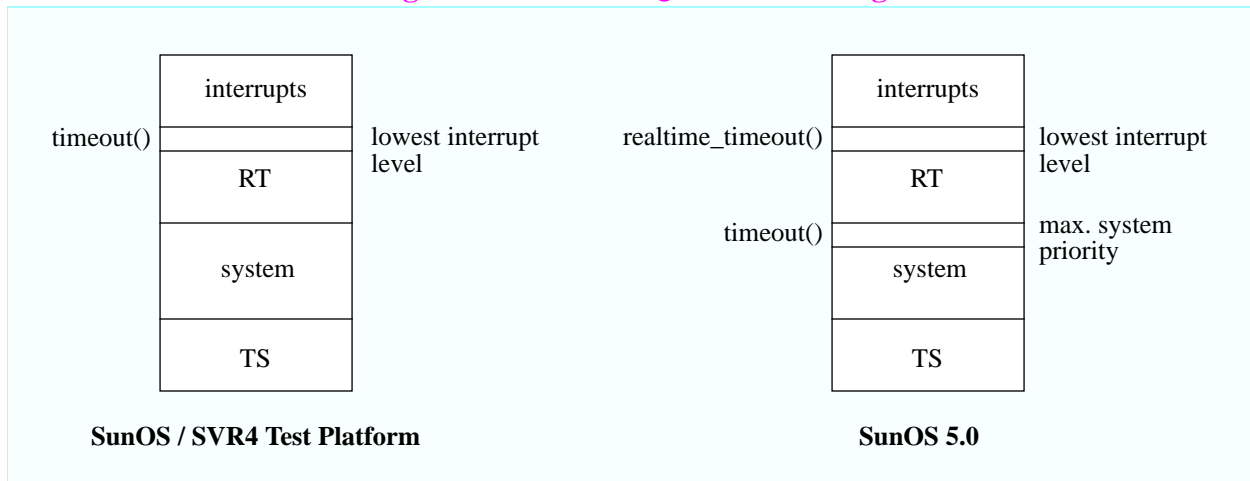 interrupts
timeout()
lowest interrupt
level
RT
system
TS
SunOS / SVR4 Test Platform
interrupts
realtime_timeout()
lowest interrupt
level
RT
timeout()
max. system
priority
system
TS
SunOS 5.0